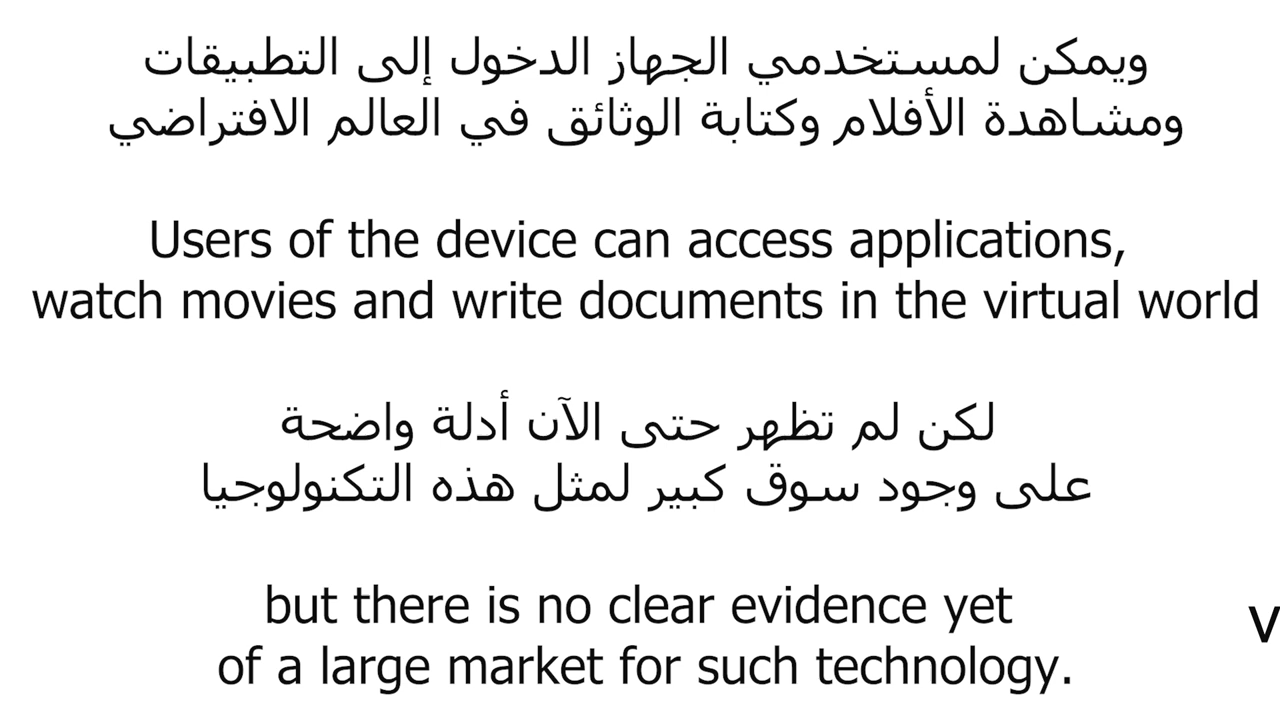 ويمكن لمستخدمي الجهاز الدخول إلى التطبيقات
ومشاهدة الأفلام وكتابة الوثائق في العالم الافتراضي
Users of the device can access applications,
watch movies and write documents in the virtual world
لكن لم تظهر حتى الآن أدلة واضحة
على وجود سوق كبير لمثل هذه التكنولوجيا
but there is no clear evidence yet
of a large market for such technology.
V